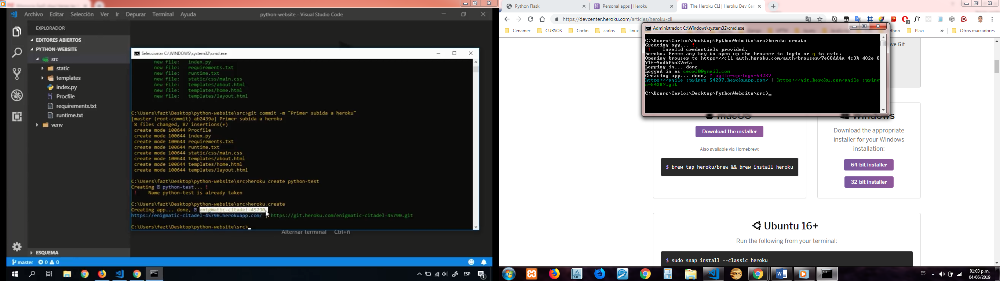 Archivo Editar Selección Ver Ir Depurar Terminal Ayuda
python-website - Visual Studio Code
EXPLORADOR
EDITORES ABIERTOS
PYTHON-WEBSITE
src
static
templates
index.py
Procfile
requirements.txt
runtime.txt
venv
ESQUEMA
master 0 0
Seleccionar C:\WINDOWS\system32\cmd.exe
new file: index.py
new file: requirements.txt
new file: runtime.txt
new file: static/css/main.css
new file: templates/about.html
new file: templates/home.html
new file: templates/layout.html
C:\Users\fazt\Desktop\python-website\src>git commit -m "Primer subida a heroku"
[master (root-commit) ab2439a] Primer subida a heroku
8 files changed, 87 insertions(+)
create mode 100644 Procfile
create mode 100644 index.py
create mode 100644 requirements.txt
create mode 100644 runtime.txt
create mode 100644 static/css/main.css
create mode 100644 templates/about.html
create mode 100644 templates/home.html
create mode 100644 templates/layout.html
C:\Users\fazt\Desktop\python-website\src>heroku create python-test
Creating python-test... !
! Name python-test is already taken
C:\Users\fazt\Desktop\python-website\src>heroku create
Creating app... done, enigmatic-citadel-45790
https://enigmatic-citadel-45790.herokuapp.com/ | https://git.heroku.com/enigmatic-citadel-45790.git
C:\Users\fazt\Desktop\python-website\src>
Alternar terminal Ctrl+ñ
ESP
Python Flask
Personal apps | Heroku
The Heroku CLI | Heroku Dev Cen
https://devcenter.heroku.com/articles/heroku-cli
Cenamec CURSOS Corfin carlos linux
Plazi » Otros marcadores
Administrador: C:\Windows\system32\cmd.exe
C:\Users\Carlos\Desktop\PythonWebsite\src>heroku create
Creating app... !
! Invalid credentials provided.
heroku: Press any key to open up the browser to login or q to exit:
Opening browser to https://cli-auth.heroku.com/auth/browser/7e68dd4a-4c3b-482e-8
91f-9ed5f5e27efa
Logging in... done
Logged in as ceor30@gmail.com
Creating app... done, ? agile-springs-54287
https://agile-springs-54287.herokuapp.com/ | https://git.heroku.com/agile-spring
s-54287.git
C:\Users\Carlos\Desktop\PythonWebsite\src>_
ave Git
macOS
Download the installer
Also available via Homebrew:
$ brew tap heroku/brew && brew install heroku
Windows
Download the appropriate
installer for your Windows
installation:
64-bit installer
32-bit installer
Ubuntu 16+
Run the following from your terminal:
$ sudo snap install --classic heroku
ES
01:03 p.m.
04/06/2019